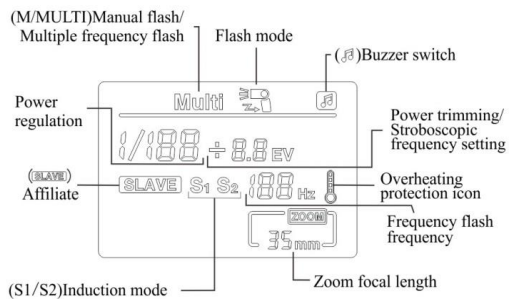 (M/MULTI)Manual flash/
Multiple frequency flash
Flash mode
(♬)Buzzer switch
Multi
Z
Power
regulation
1/188 ÷ 8.8 EV
Power trimming/
Stroboscopic
frequency setting
(SLAVE)
Affiliate
SLAVE S1 S2 188 Hz
Overheating
protection icon
ZOOM
Frequency flash
frequency
35mm
(S1/S2)Induction mode
Zoom focal length